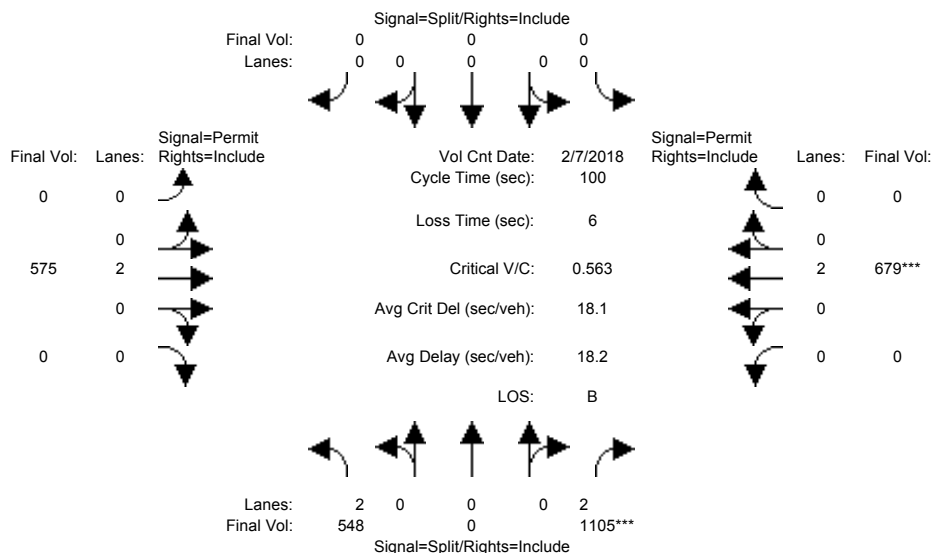 Signal=Split/Rights=Include
Final Vol: 0 0 0
Lanes: 0 0 0 0 0
Signal=Permit Signal=Permit
Final Vol: Lanes: Rights=Include Vol Cnt Date: 2/7/2018 Rights=Include Lanes: Final Vol:
Cycle Time (sec): 100
0 0 0 0
Loss Time (sec): 6
0 0
575 2 Critical V/C: 0.563 2 679***
0 Avg Crit Del (sec/veh): 18.1 0
0 0 Avg Delay (sec/veh): 18.2 0 0
LOS: B
Lanes: 2 0 0 0 2
Final Vol: 548 0 1105***
Signal=Split/Rights=Include